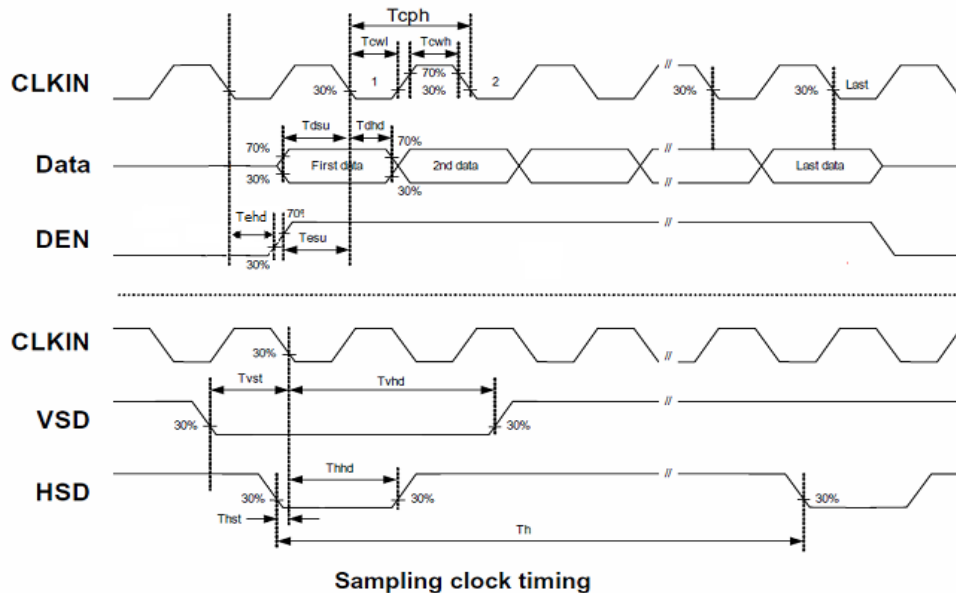 Tcph
Tcwl Tcwh
CLKIN 30% 1 70% 30% 2 // 30% 30% Last
Tdsu Tdhd
Data 70% 30% First data 70% 30% 2nd data // // Last data
Tehd 70%
DEN 30% Tesu //
CLKIN 30% //
Tvst Tvhd
VSD 30% 30% //
HSD 30% Thhd 30% // 30%
Thst
Th
Sampling clock timing